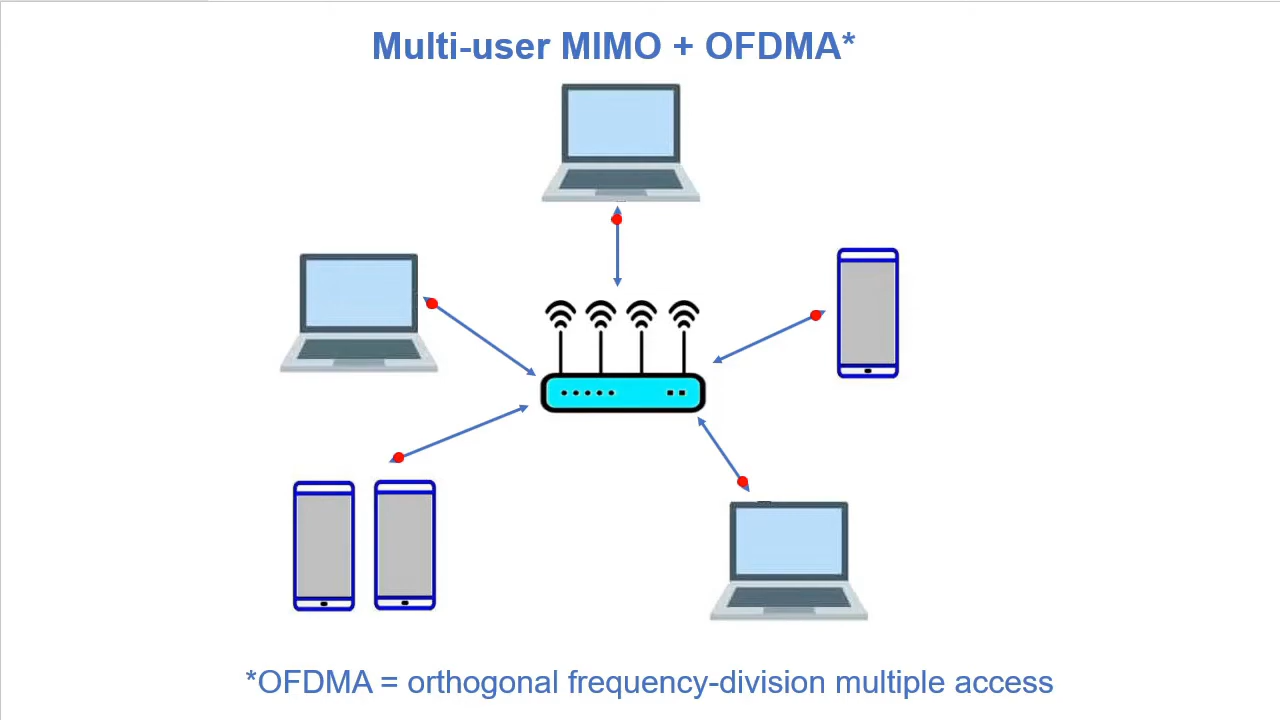 Multi-user MIMO + OFDMA*
*OFDMA = orthogonal frequency-division multiple access